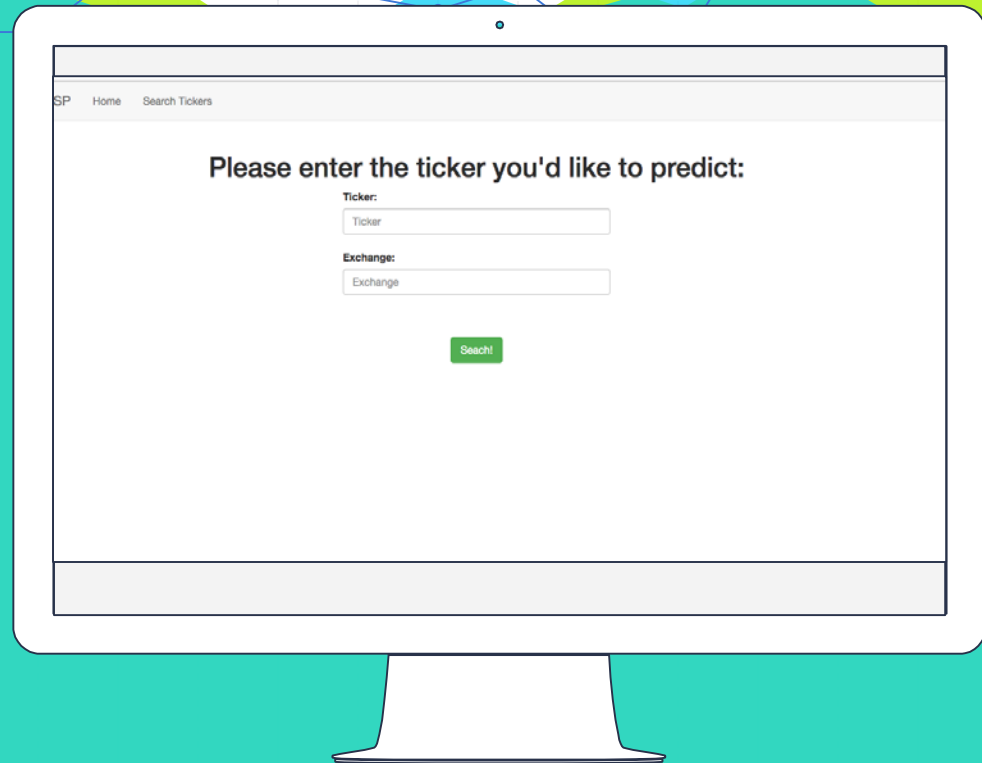 SP Home Search Tickers
Please enter the ticker you'd like to predict:
Ticker:
Ticker
Exchange:
Exchange
Seach!